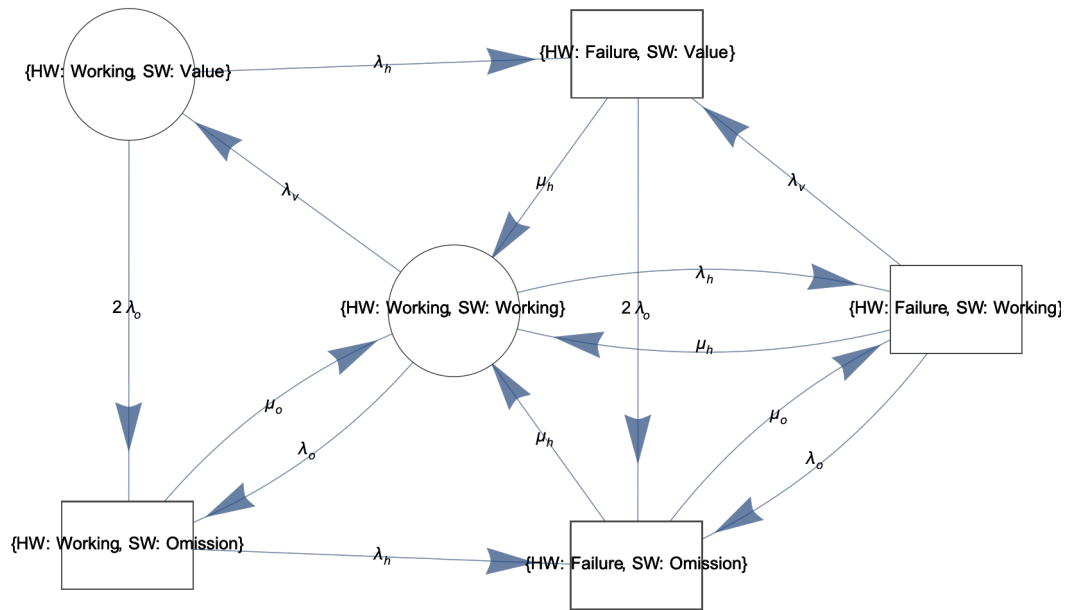 {HW: Failure, SW: Value}
λh
{HW: Working, SW: Value}
μh
λv
λv
λh
{HW: Working, SW: Working}
2 λo
2 λo
{HW: Failure, SW: Working}
μh
μo
μo
μh
λo
λo
{HW: Working, SW: Omission}
λh
{HW: Failure, SW: Omission}